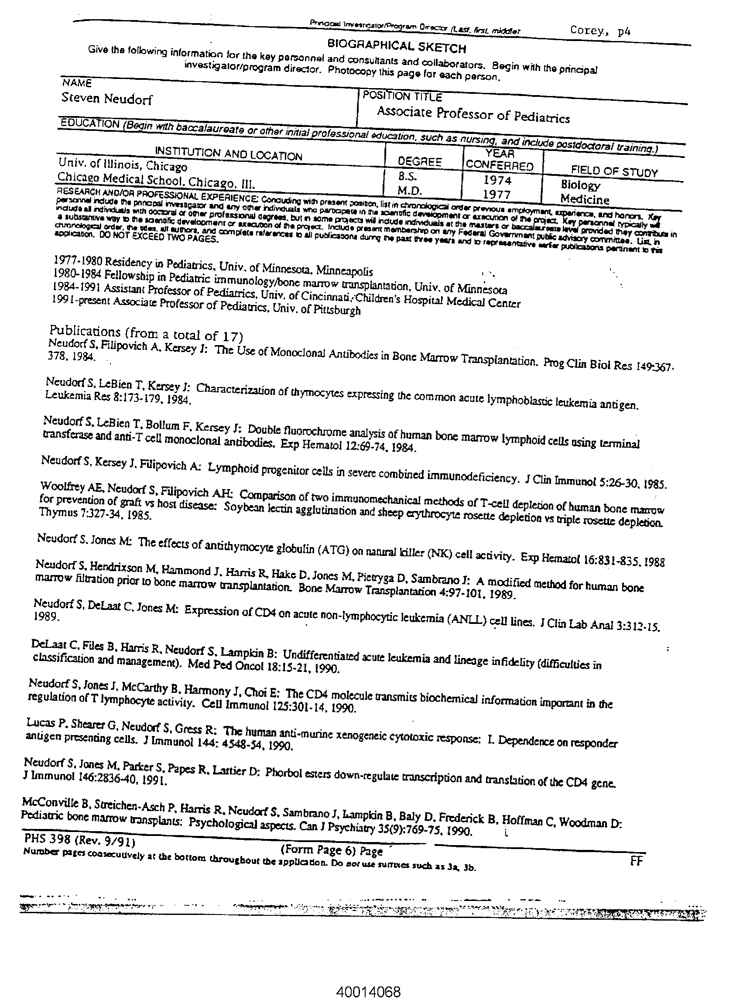 Principal Investigator/Program Director (Last, first, middle): Corey, p4
BIOGRAPHICAL SKETCH
Give the following information for the key personnel and consultants and collaborators. Begin with the principal
investigator/program director. Photocopy this page for each person.
NAME
Steven Neudorf
POSITION TITLE
Associate Professor of Pediatrics
EDUCATION (Begin with baccalaureate or other initial professional education, such as nursing, and include postdoctoral training.)
INSTITUTION AND LOCATION
DEGREE
YEAR
CONFERRED
FIELD OF STUDY
Univ. of Illinois, Chicago
B.S.
1974
Biology
Chicago Medical School, Chicago, Ill.
M.D.
1977
Medicine
RESEARCH AND/OR PROFESSIONAL EXPERIENCE: Concluding with present position, list in chronological order previous employment, experience, and honors. Key
personnel include the principal investigator and any other individuals who participate in the scientific development or execution of the project. Key personnel typically will
include all individuals with doctoral or other professional degrees, but in some projects will include individuals at the masters or baccalaureate level provided they contribute in
a substantive way to the scientific development or execution of the project. Include present membership on any Federal Government public advisory committee. List, in
chronological order, the titles, all authors, and complete references to all publications during the past three years and to representative earlier publications pertinent to this
application. DO NOT EXCEED TWO PAGES.
1977-1980 Residency in Pediatrics, Univ. of Minnesota, Minneapolis
1980-1984 Fellowship in Pediatric immunology/bone marrow transplantation, Univ. of Minnesota
1984-1991 Assistant Professor of Pediatrics, Univ. of Cincinnati, Children's Hospital Medical Center
1991-present Associate Professor of Pediatrics, Univ. of Pittsburgh
Publications (from a total of 17)
Neudorf S, Filipovich A, Kersey J: The Use of Monoclonal Antibodies in Bone Marrow Transplantation. Prog Clin Biol Res 149:367-
378, 1984.
Neudorf S, LeBien T, Kersey J: Characterization of thymocytes expressing the common acute lymphoblastic leukemia antigen.
Leukemia Res 8:173-179, 1984.
Neudorf S, LeBien T, Bollum F, Kersey J: Double fluorochrome analysis of human bone marrow lymphoid cells using terminal
transferase and anti-T cell monoclonal antibodies. Exp Hematol 12:69-74, 1984.
Neudorf S, Kersey J, Filipovich A: Lymphoid progenitor cells in severe combined immunodeficiency. J Clin Immunol 5:26-30, 1985.
Woolfrey AE, Neudorf S, Filipovich AH: Comparison of two immunomechanical methods of T-cell depletion of human bone marrow
for prevention of graft vs host disease: Soybean lectin agglutination and sheep erythrocyte rosette depletion vs triple rosette depletion.
Thymus 7:327-34, 1985.
Neudorf S, Jones M: The effects of antithymocyte globulin (ATG) on natural killer (NK) cell activity. Exp Hematol 16:831-835, 1988
Neudorf S, Hendrixson M, Hammond J, Harris R, Hake D, Jones M, Pietryga D, Sambrano J: A modified method for human bone
marrow filtration prior to bone marrow transplantation. Bone Marrow Transplantation 4:97-101, 1989.
Neudorf S, DeLaat C, Jones M: Expression of CD4 on acute non-lymphocytic leukemia (ANLL) cell lines. J Clin Lab Anal 3:312-15,
1989.
DeLaat C, Files B, Harris R, Neudorf S, Lampkin B: Undifferentiated acute leukemia and lineage infidelity (difficulties in
classification and management). Med Ped Oncol 18:15-21, 1990.
Neudorf S, Jones J, McCarthy B, Harmony J, Choi E: The CD4 molecule transmits biochemical information important in the
regulation of T lymphocyte activity. Cell Immunol 125:301-14, 1990.
Lucas P, Shearer G, Neudorf S, Gress R: The human anti-murine xenogeneic cytotoxic response: I. Dependence on responder
antigen presenting cells. J Immunol 144: 4548-54, 1990.
Neudorf S, Jones M, Parker S, Papes R, Lattier D: Phorbol esters down-regulate transcription and translation of the CD4 gene.
J Immunol 146:2836-40, 1991.
McConville B, Streichen-Asch P, Harris R, Neudorf S, Sambrano J, Lampkin B, Baly D, Frederick B, Hoffman C, Woodman D:
Pediatric bone marrow transplants: Psychological aspects. Can J Psychiatry 35(9):769-75, 1990.
PHS 398 (Rev. 9/91) (Form Page 6) Page FF
Number pages consecutively at the bottom throughout the application. Do not use suffixes such as 3a, 3b.
40014068